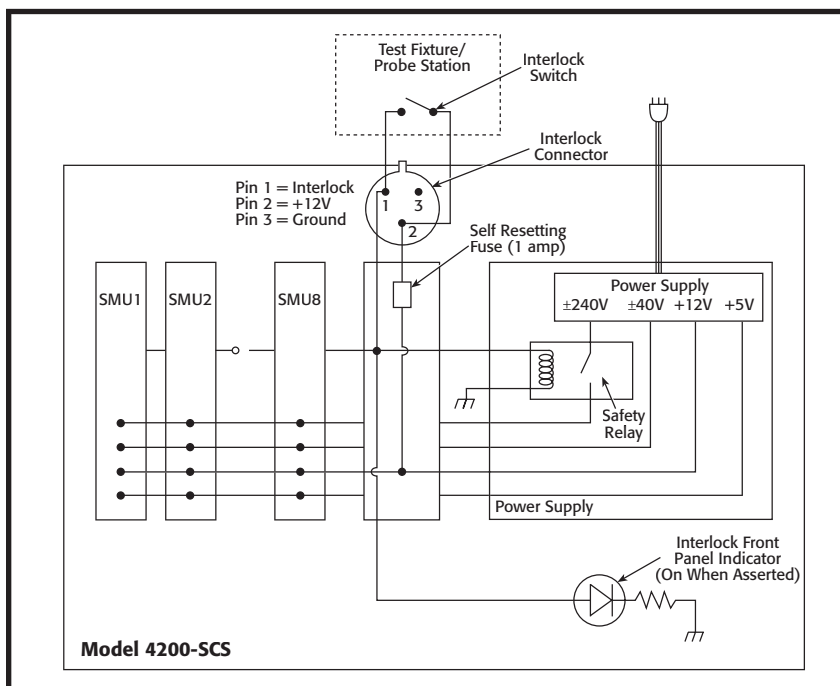 Test Fixture/
Probe Station
Interlock
Switch
Interlock
Connector
Pin 1 = Interlock
Pin 2 = +12V
Pin 3 = Ground
1
3
2
Self Resetting
Fuse (1 amp)
SMU1
SMU2
SMU8
Power Supply
±240V ±40V +12V +5V
Safety
Relay
Power Supply
Interlock Front
Panel Indicator
(On When Asserted)
Model 4200-SCS